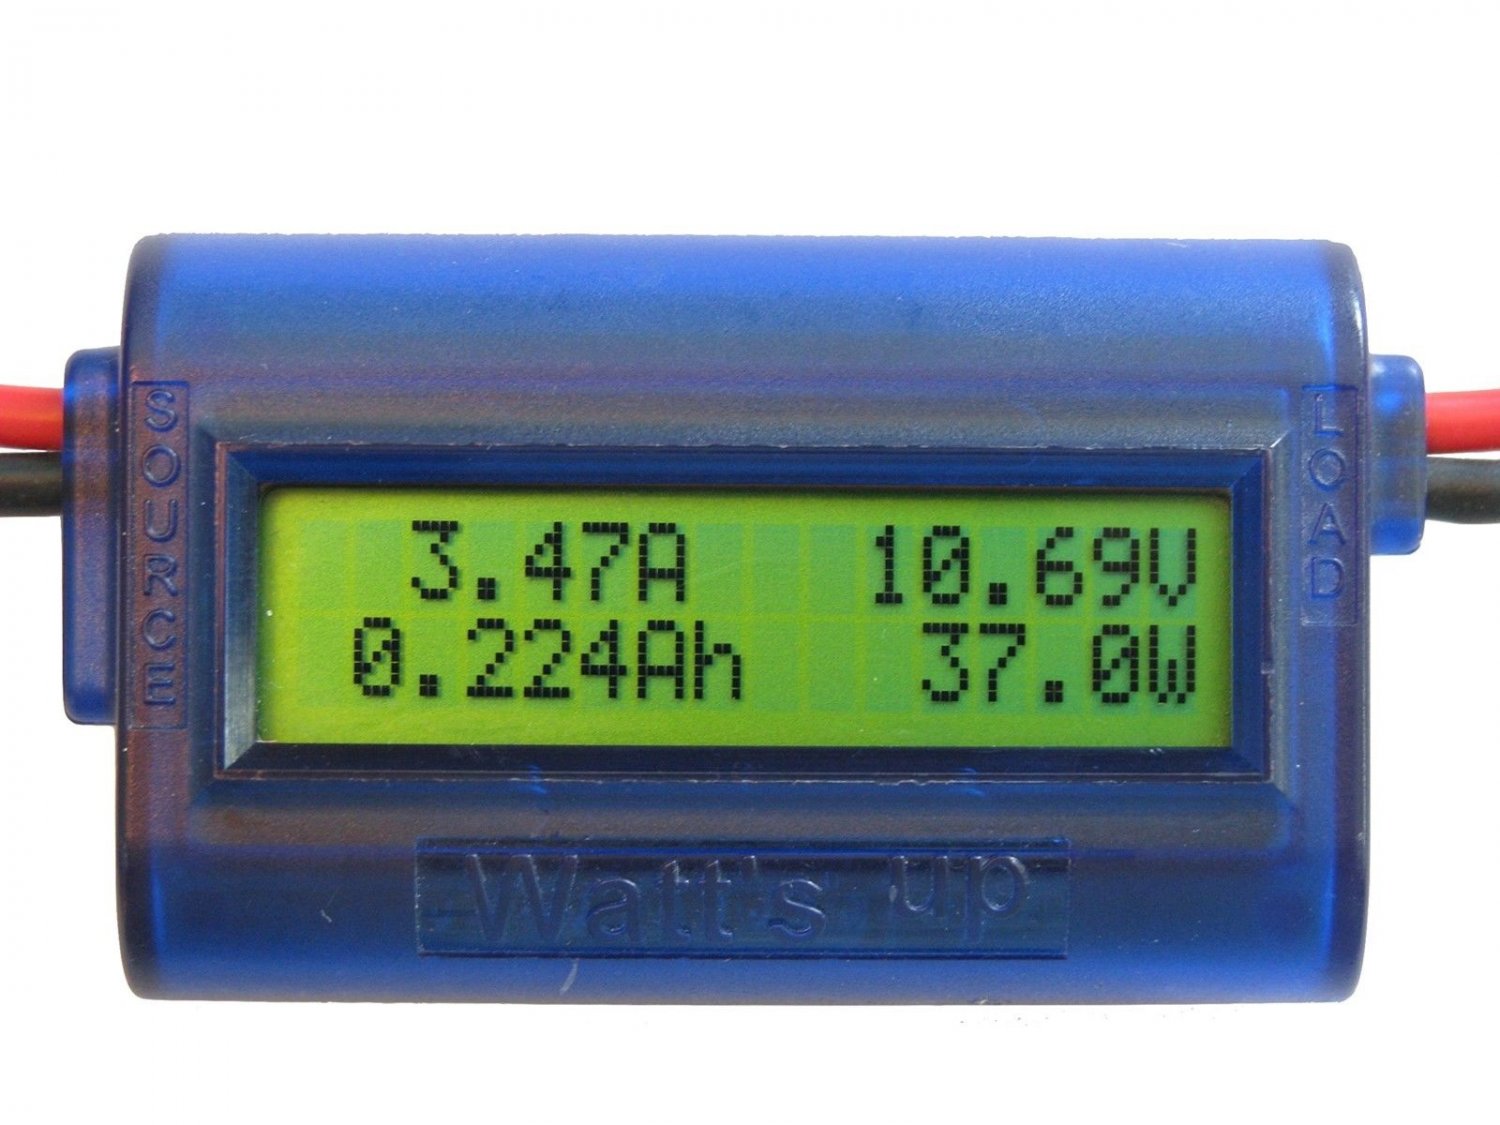 SOURCE
3.47A 10.69V
0.224Ah 37.0W
LOAD
Watt's up